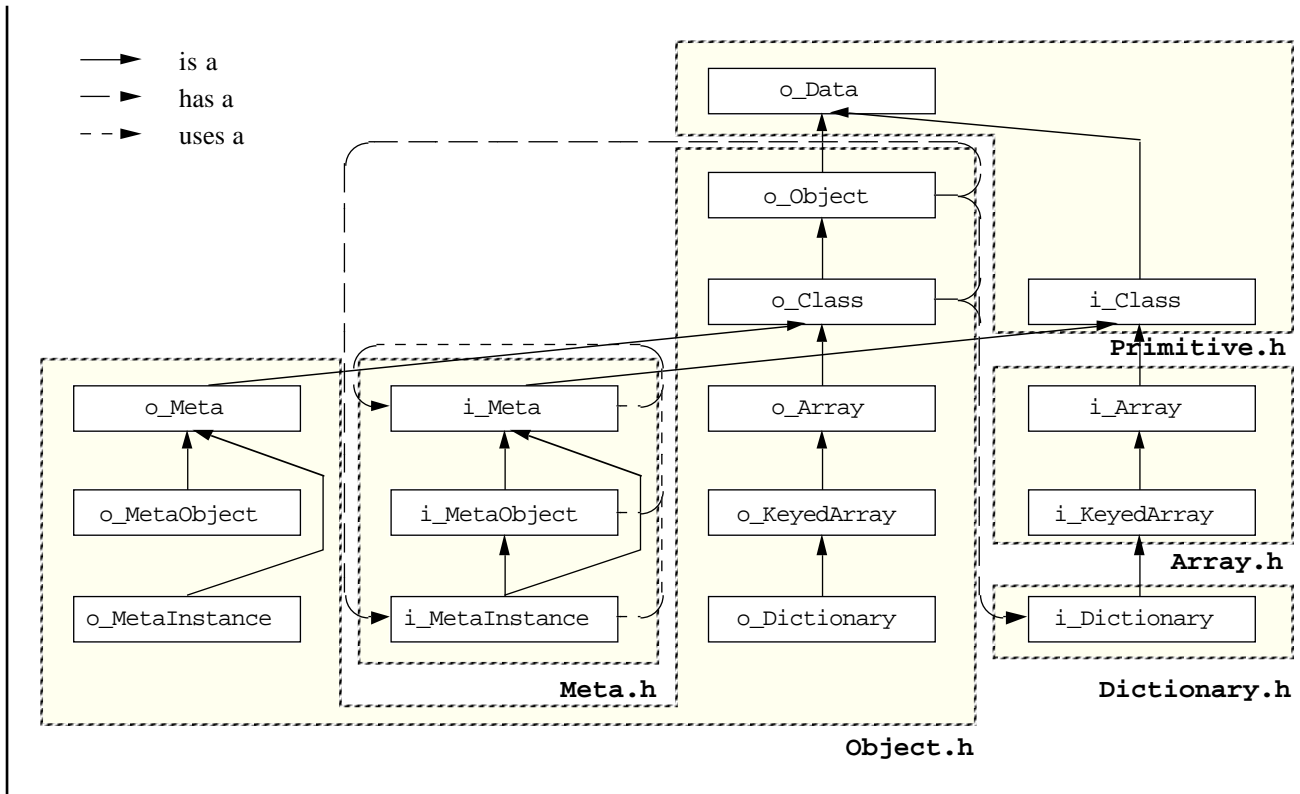 is a
has a
uses a
o_Data
o_Object
o_Class
i_Class
Primitive.h
o_Meta
i_Meta
o_Array
i_Array
o_MetaObject
i_MetaObject
o_KeyedArray
i_KeyedArray
Array.h
o_MetaInstance
i_MetaInstance
o_Dictionary
i_Dictionary
Meta.h
Dictionary.h
Object.h